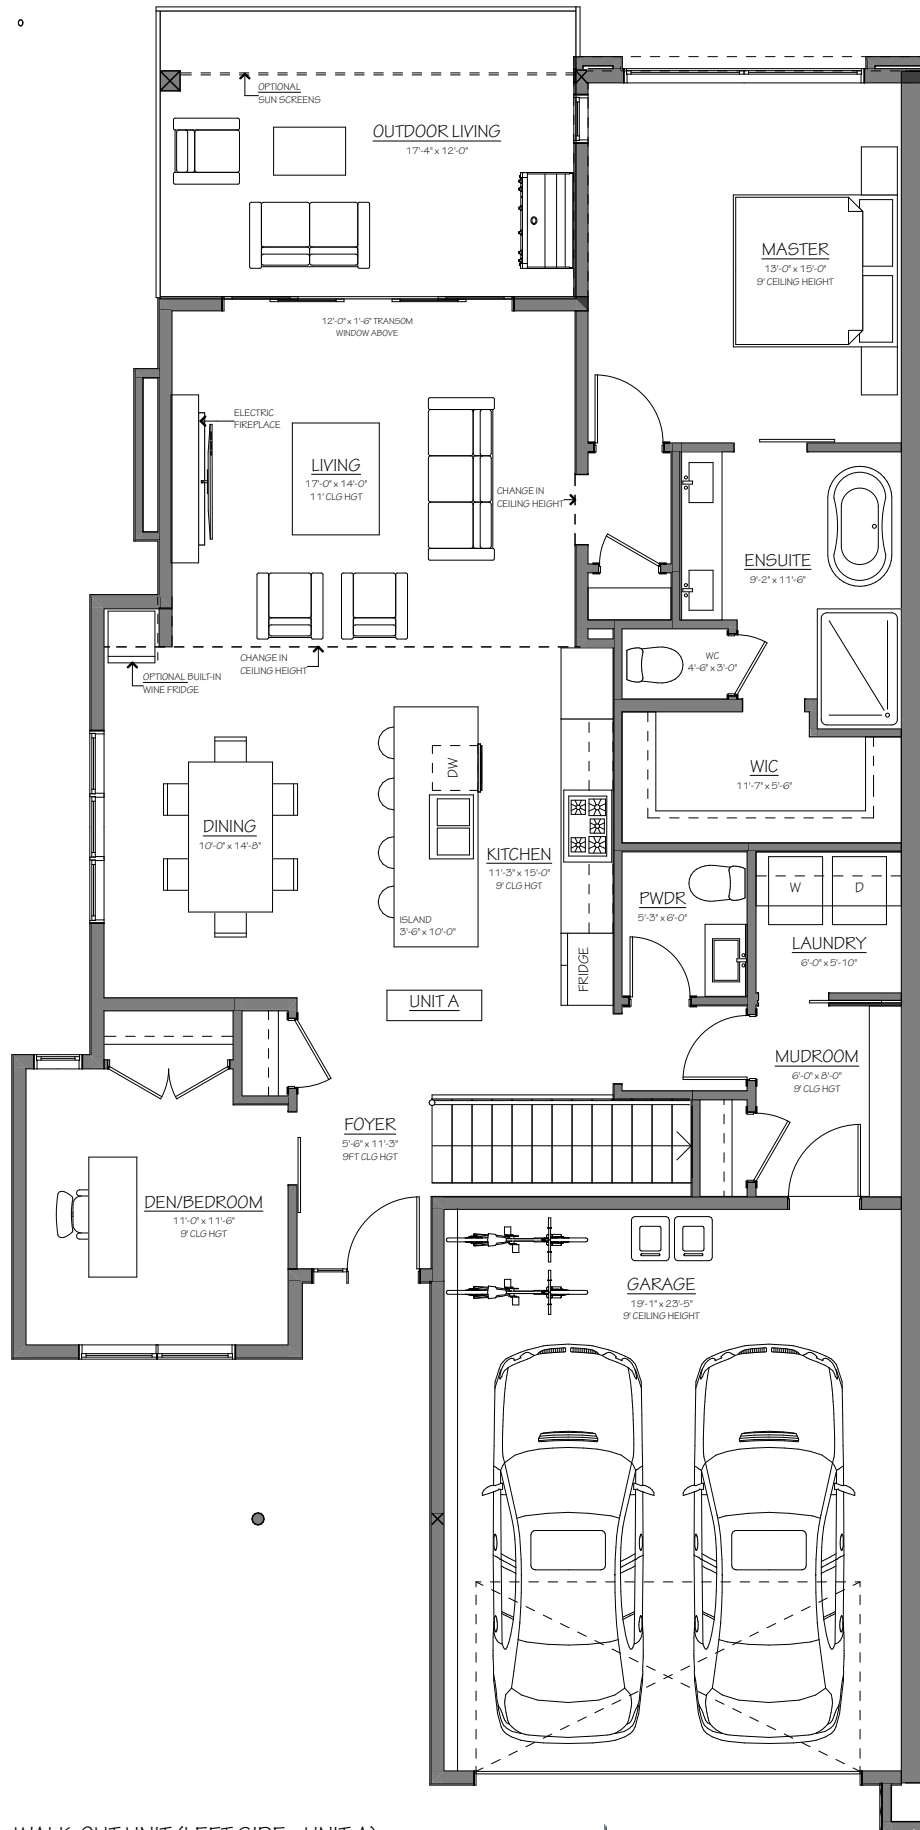 OPTIONAL
SUN SCREENS
OUTDOOR LIVING
17'-4" x 12'-0"
MASTER
13'-0" x 15'-0"
9' CEILING HEIGHT
12'-0" x 1'-6" TRANSOM
WINDOW ABOVE
ELECTRIC
FIREPLACE
LIVING
17'-0" x 14'-0"
11' CLG HGT
CHANGE IN
CEILING HEIGHT
ENSUITE
9'-2" x 11'-6"
WC
4'-6" x 3'-0"
CHANGE IN
CEILING HEIGHT
OPTIONAL BUILT-IN
WINE FRIDGE
DW
WIC
11'-7" x 5'-6"
DINING
10'-0" x 14'-8"
KITCHEN
11'-3" x 15'-0"
9' CLG HGT
ISLAND
3'-6" x 10'-0"
PWDR
5'-3" x 6'-0"
W
D
LAUNDRY
6'-0" x 5'-10"
FRIDGE
UNIT A
MUDROOM
6'-0" x 8'-0"
9' CLG HGT
FOYER
5'-6" x 11'-3"
9FT CLG HGT
DEN/BEDROOM
11'-0" x 11'-6"
9' CLG HGT
GARAGE
19'-1" x 23'-5"
9' CEILING HEIGHT
WALK-OUT UNIT (LEFT SIDE - UNIT A)